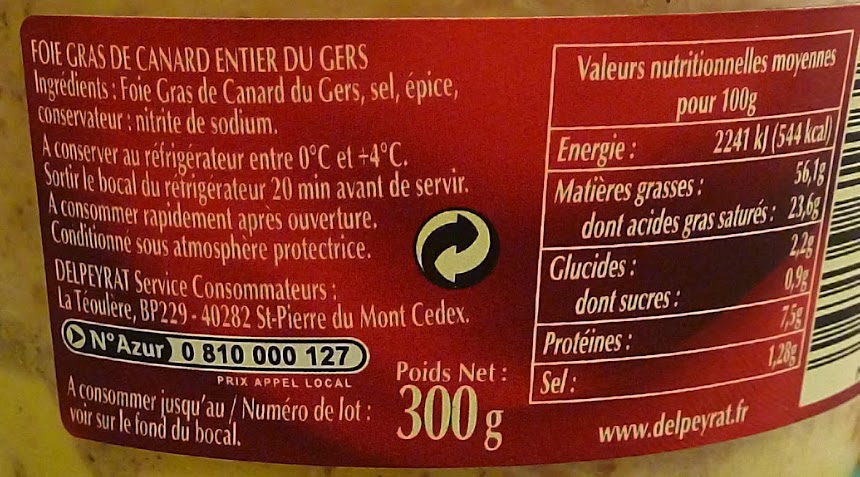 FOIE GRAS DE CANARD ENTIER DU GERS
Ingrédients : Foie Gras de Canard du Gers, sel, épice,
conservateur : nitrite de sodium.
A conserver au réfrigérateur entre 0°C et +4°C.
Sortir le bocal du réfrigérateur 20 min avant de servir.
A consommer rapidement après ouverture.
Conditionné sous atmosphère protectrice.
DELPEYRAT Service Consommateurs :
La Téoulère, BP229 - 40282 St-Pierre du Mont Cedex.
N°Azur 0 810 000 127
PRIX APPEL LOCAL
A consommer jusqu'au / Numéro de lot :
voir sur le fond du bocal.
Poids Net :
300g
Valeurs nutritionnelles moyennes
pour 100g
Energie : 2241 kJ (544 kcal)
Matières grasses : 56,1g
dont acides gras saturés : 23,6g
Glucides : 2,2g
dont sucres : 0,9g
Protéines : 7,5g
Sel : 1,28g
www.delpeyrat.fr